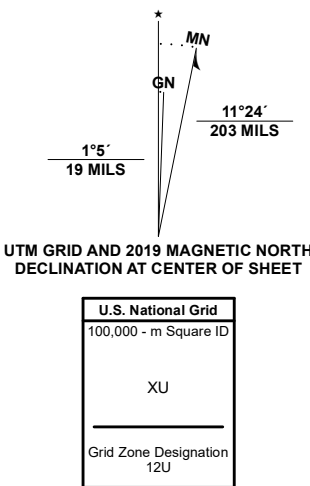 ★
MN
GN
11°24´
203 MILS
1°5´
19 MILS
UTM GRID AND 2019 MAGNETIC NORTH
DECLINATION AT CENTER OF SHEET
U.S. National Grid
100,000 - m Square ID
XU
Grid Zone Designation
12U